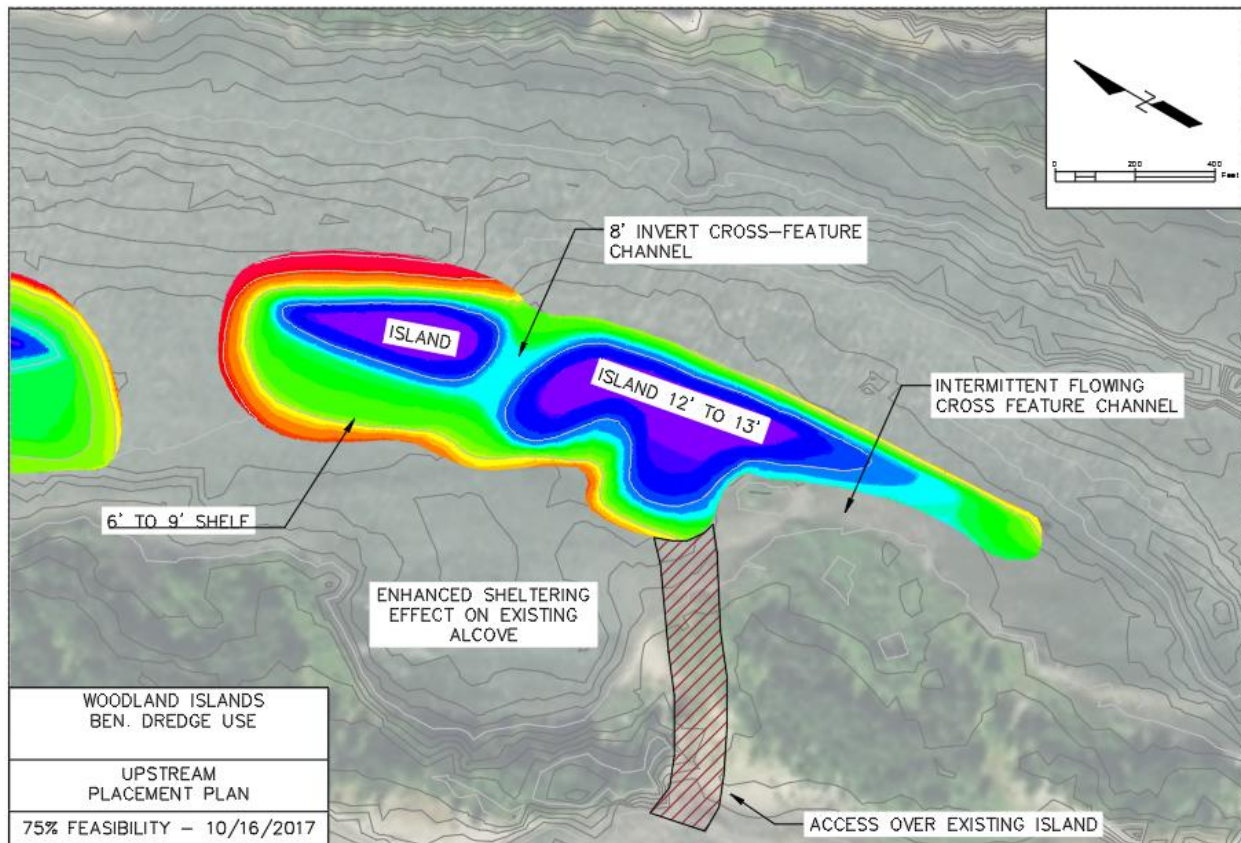 Z
0 200 400
Feet
8' INVERT CROSS-FEATURE
CHANNEL
ISLAND
ISLAND 12' TO 13'
INTERMITTENT FLOWING
CROSS FEATURE CHANNEL
6' TO 9' SHELF
ENHANCED SHELTERING
EFFECT ON EXISTING
ALCOVE
WOODLAND ISLANDS
BEN. DREDGE USE
UPSTREAM
PLACEMENT PLAN
75% FEASIBILITY - 10/16/2017
ACCESS OVER EXISTING ISLAND